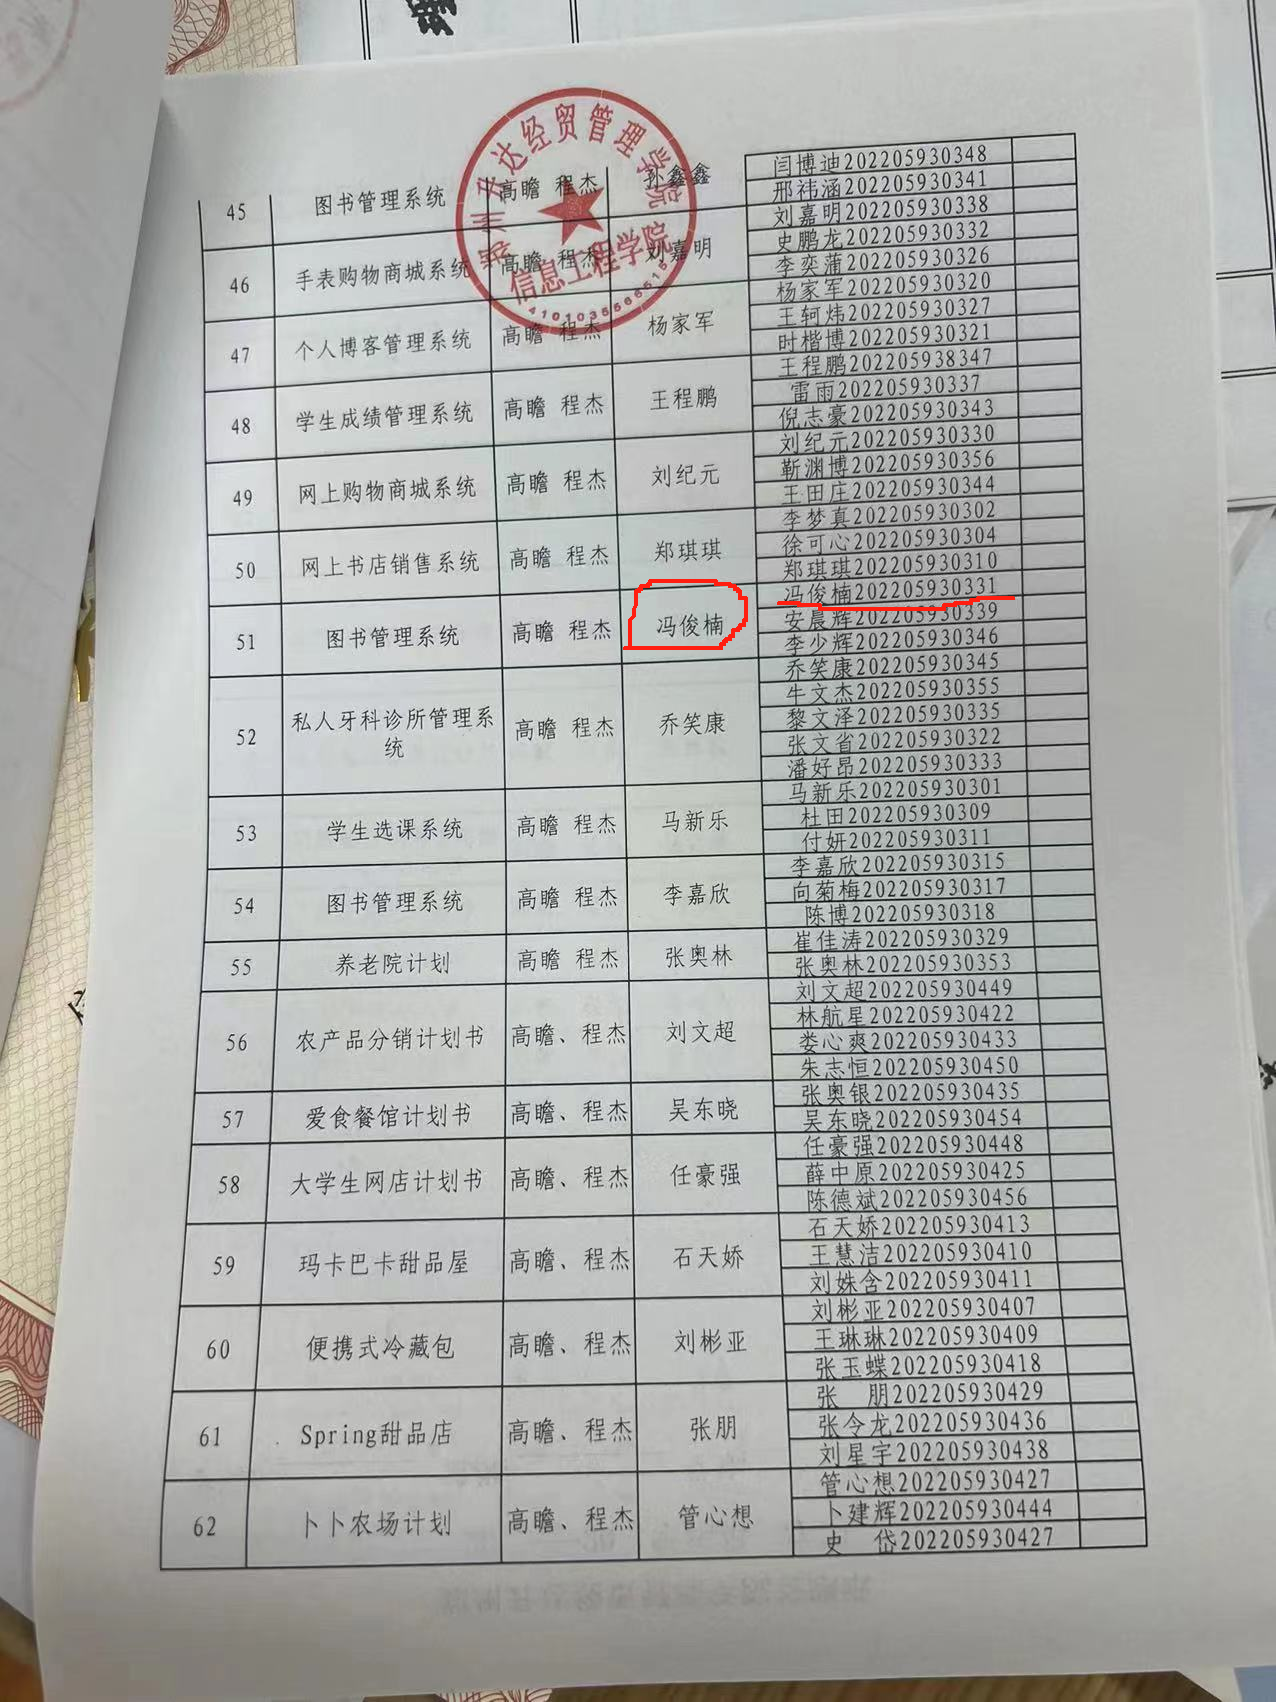 郑州升达经贸管理学院
信息工程学院
4101035566515
45 图书管理系统 高瞻 程杰 孙鑫鑫
闫博迪202205930348
邢祎涵202205930341
46 手表购物商城系统 高瞻 程杰 刘嘉明
刘嘉明202205930338
史鹏龙202205930332
李奕蒲202205930326
47 个人博客管理系统 高瞻 程杰 杨家军
杨家军202205930320
王轲炜202205930327
时楷博202205930321
48 学生成绩管理系统 高瞻 程杰 王程鹏
王程鹏202205938347
雷雨202205930337
倪志豪202205930343
49 网上购物商城系统 高瞻 程杰 刘纪元
刘纪元202205930330
靳渊博202205930356
王田庄202205930344
50 网上书店销售系统 高瞻 程杰 郑琪琪
李梦真202205930302
徐可心202205930304
郑琪琪202205930310
51 图书管理系统 高瞻 程杰 冯俊楠
冯俊楠202205930331
安晨辉202205930339
李少辉202205930346
52 私人牙科诊所管理系
统 高瞻 程杰 乔笑康
乔笑康202205930345
牛文杰202205930355
黎文泽202205930335
张文省202205930322
潘好昂202205930333
53 学生选课系统 高瞻 程杰 马新乐
马新乐202205930301
杜田202205930309
付妍202205930311
54 图书管理系统 高瞻 程杰 李嘉欣
李嘉欣202205930315
向菊梅202205930317
陈博202205930318
55 养老院计划 高瞻 程杰 张奥林
崔佳涛202205930329
张奥林202205930353
56 农产品分销计划书 高瞻、程杰 刘文超
刘文超202205930449
林航星202205930422
娄心爽202205930433
朱志恒202205930450
57 爱食餐馆计划书 高瞻、程杰 吴东晓
张奥银202205930435
吴东晓202205930454
58 大学生网店计划书 高瞻、程杰 任豪强
任豪强202205930448
薛中原202205930425
陈德斌202205930456
59 玛卡巴卡甜品屋 高瞻、程杰 石天娇
石天娇202205930413
王慧洁202205930410
刘姝含202205930411
60 便携式冷藏包 高瞻、程杰 刘彬亚
刘彬亚202205930407
王琳琳202205930409
张玉蝶202205930418
61 Spring甜品店 高瞻、程杰 张朋
张 朋202205930429
张令龙202205930436
刘星宇202205930438
62 卜卜农场计划 高瞻、程杰 管心想
管心想202205930427
卜建辉202205930444
史 岱202205930427